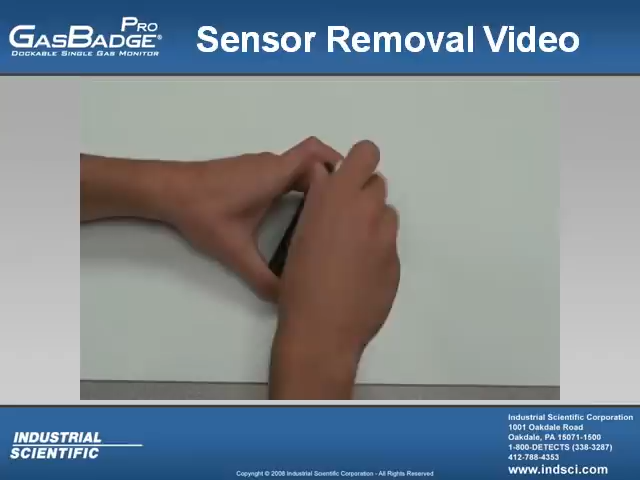 GASBADGE® PRO
DOCKABLE SINGLE GAS MONITOR
Sensor Removal Video
INDUSTRIAL
SCIENTIFIC
Industrial Scientific Corporation
1001 Oakdale Road
Oakdale, PA 15071-1500
1-800-DETECTS (338-3287)
412-788-4353
www.indsci.com
Copyright © 2008 Industrial Scientific Corporation - All Rights Reserved